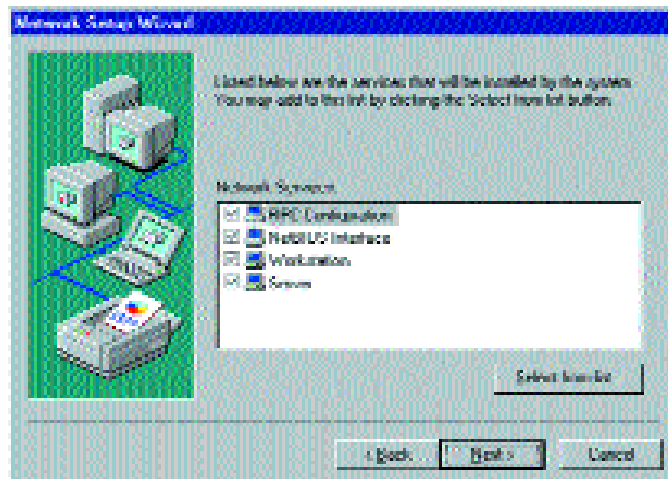 Network Setup Wizard
Listed below are the services that will be installed by the system.
You may add to this list by clicking the Select from list button.
Network Services:
RPC Configuration
NetBIOS Interface
Workstation
Server
Select from list...
< Back
Next >
Cancel